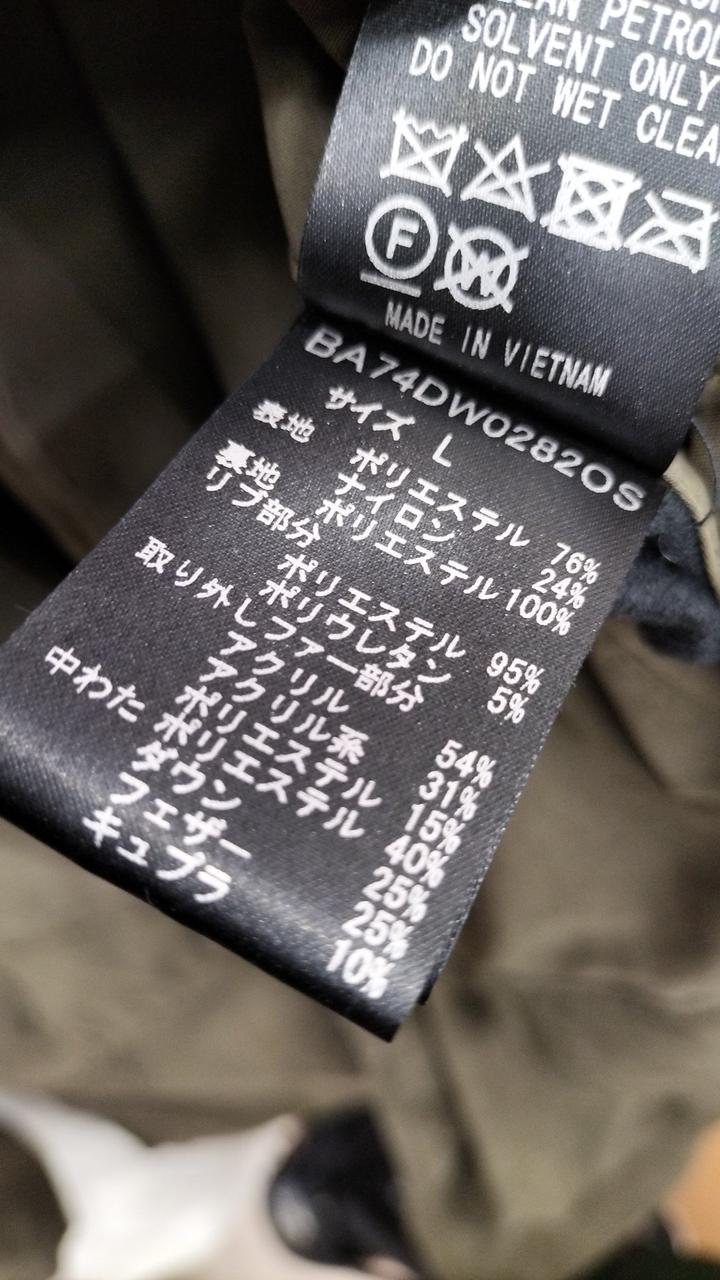 PETROL
SOLVENT ONLY
DO NOT WET CLEA
F
W
MADE IN VIETNAM
BA74DW0282OS
サイズ L
表地 ポリエステル 76%
ナイロン 24%
裏地 ポリエステル 100%
リブ部分
ポリエステル 95%
ポリウレタン 5%
取り外しファー部分
アクリル 54%
アクリル系 31%
ポリエステル 15%
中わた ポリエステル 40%
ダウン 25%
フェザー 25%
キュプラ 10%